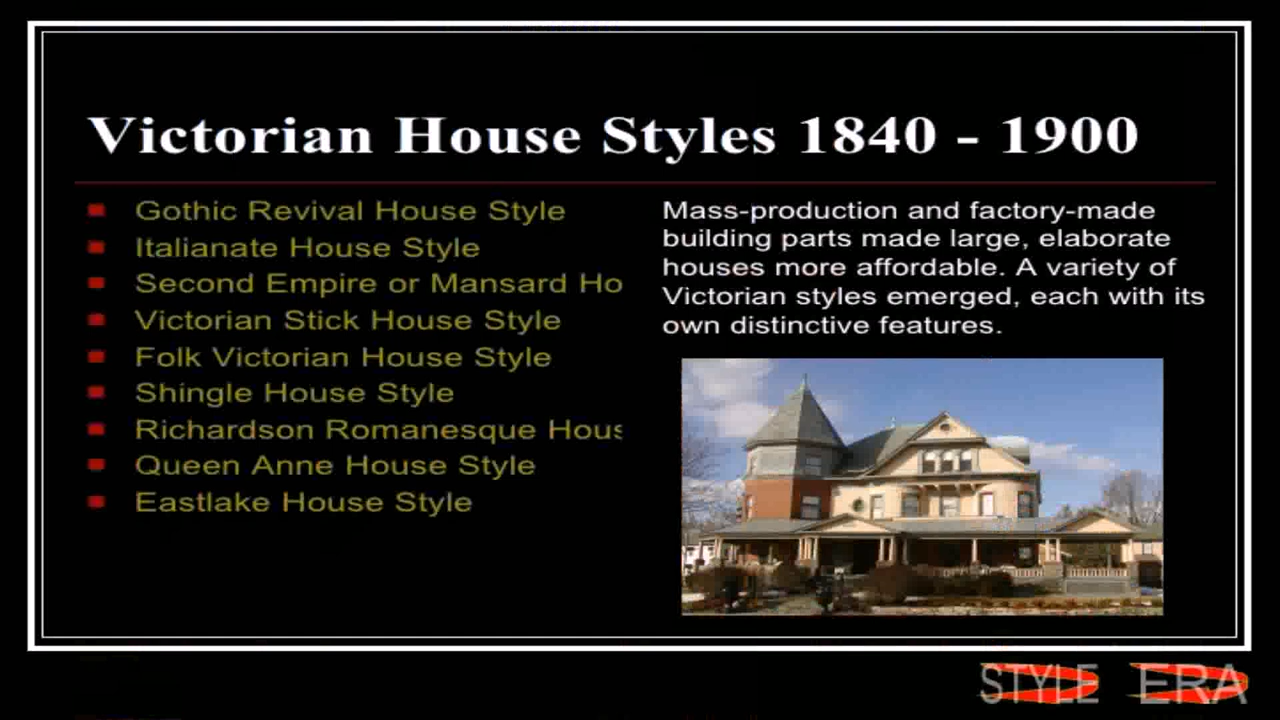 Victorian House Styles 1840 - 1900
Gothic Revival House Style
Italianate House Style
Second Empire or Mansard Ho
Victorian Stick House Style
Folk Victorian House Style
Shingle House Style
Richardson Romanesque Hous
Queen Anne House Style
Eastlake House Style
Mass-production and factory-made
building parts made large, elaborate
houses more affordable. A variety of
Victorian styles emerged, each with its
own distinctive features.
STYLE ERA